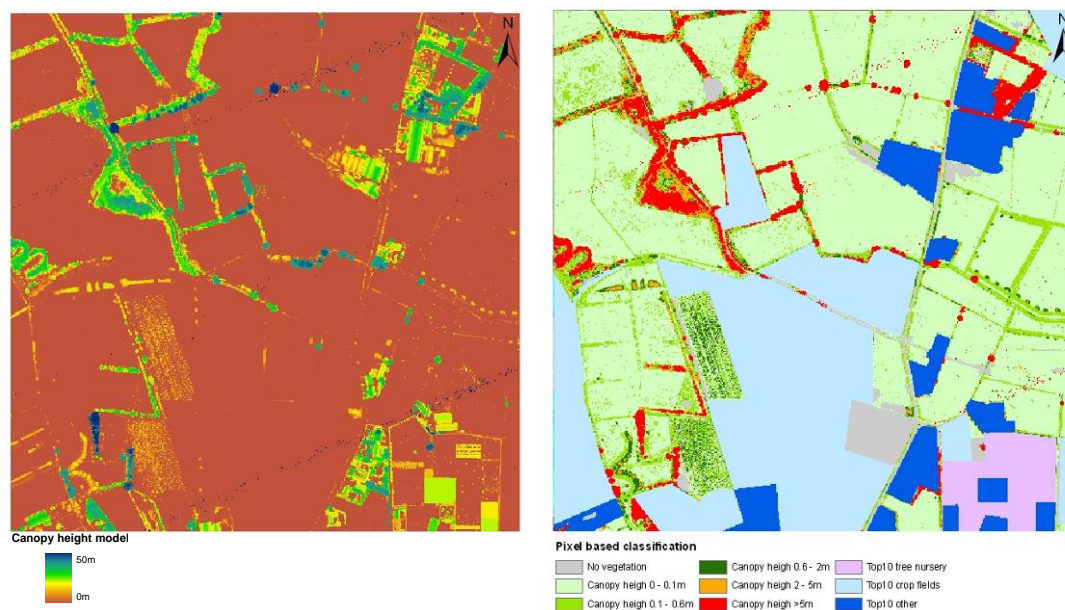 N
N
Canopy height model
50m
0m
Pixel based classification
No vegetation
Canopy heigh 0 - 0.1m
Canopy heigh 0.1 - 0.6m
Canopy heigh 0.6 - 2m
Canopy heigh 2 - 5m
Canopy heigh >5m
Top10 tree nursery
Top10 crop fields
Top10 other